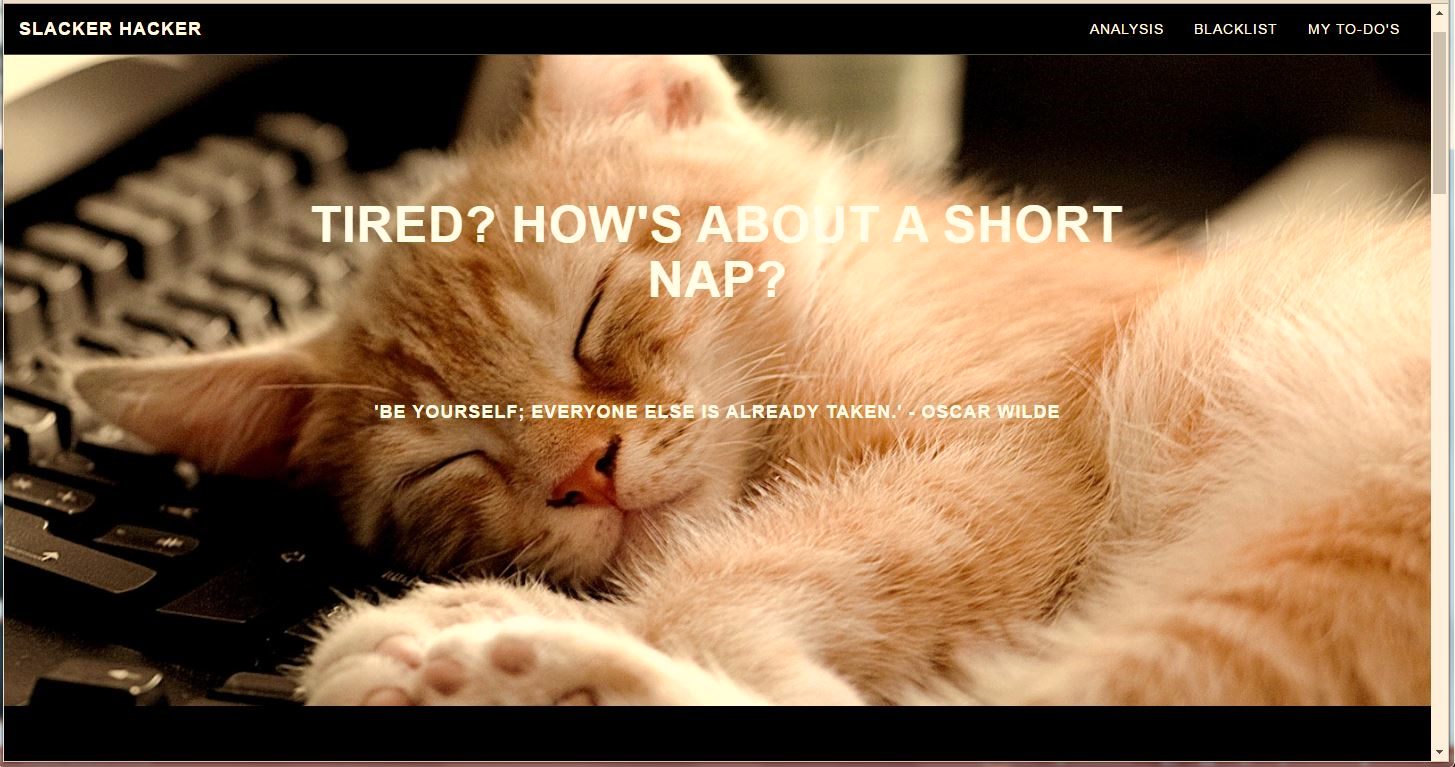 SLACKER HACKER
ANALYSIS BLACKLIST MY TO-DO'S
TIRED? HOW'S ABOUT A SHORT
NAP?
'BE YOURSELF; EVERYONE ELSE IS ALREADY TAKEN.' - OSCAR WILDE